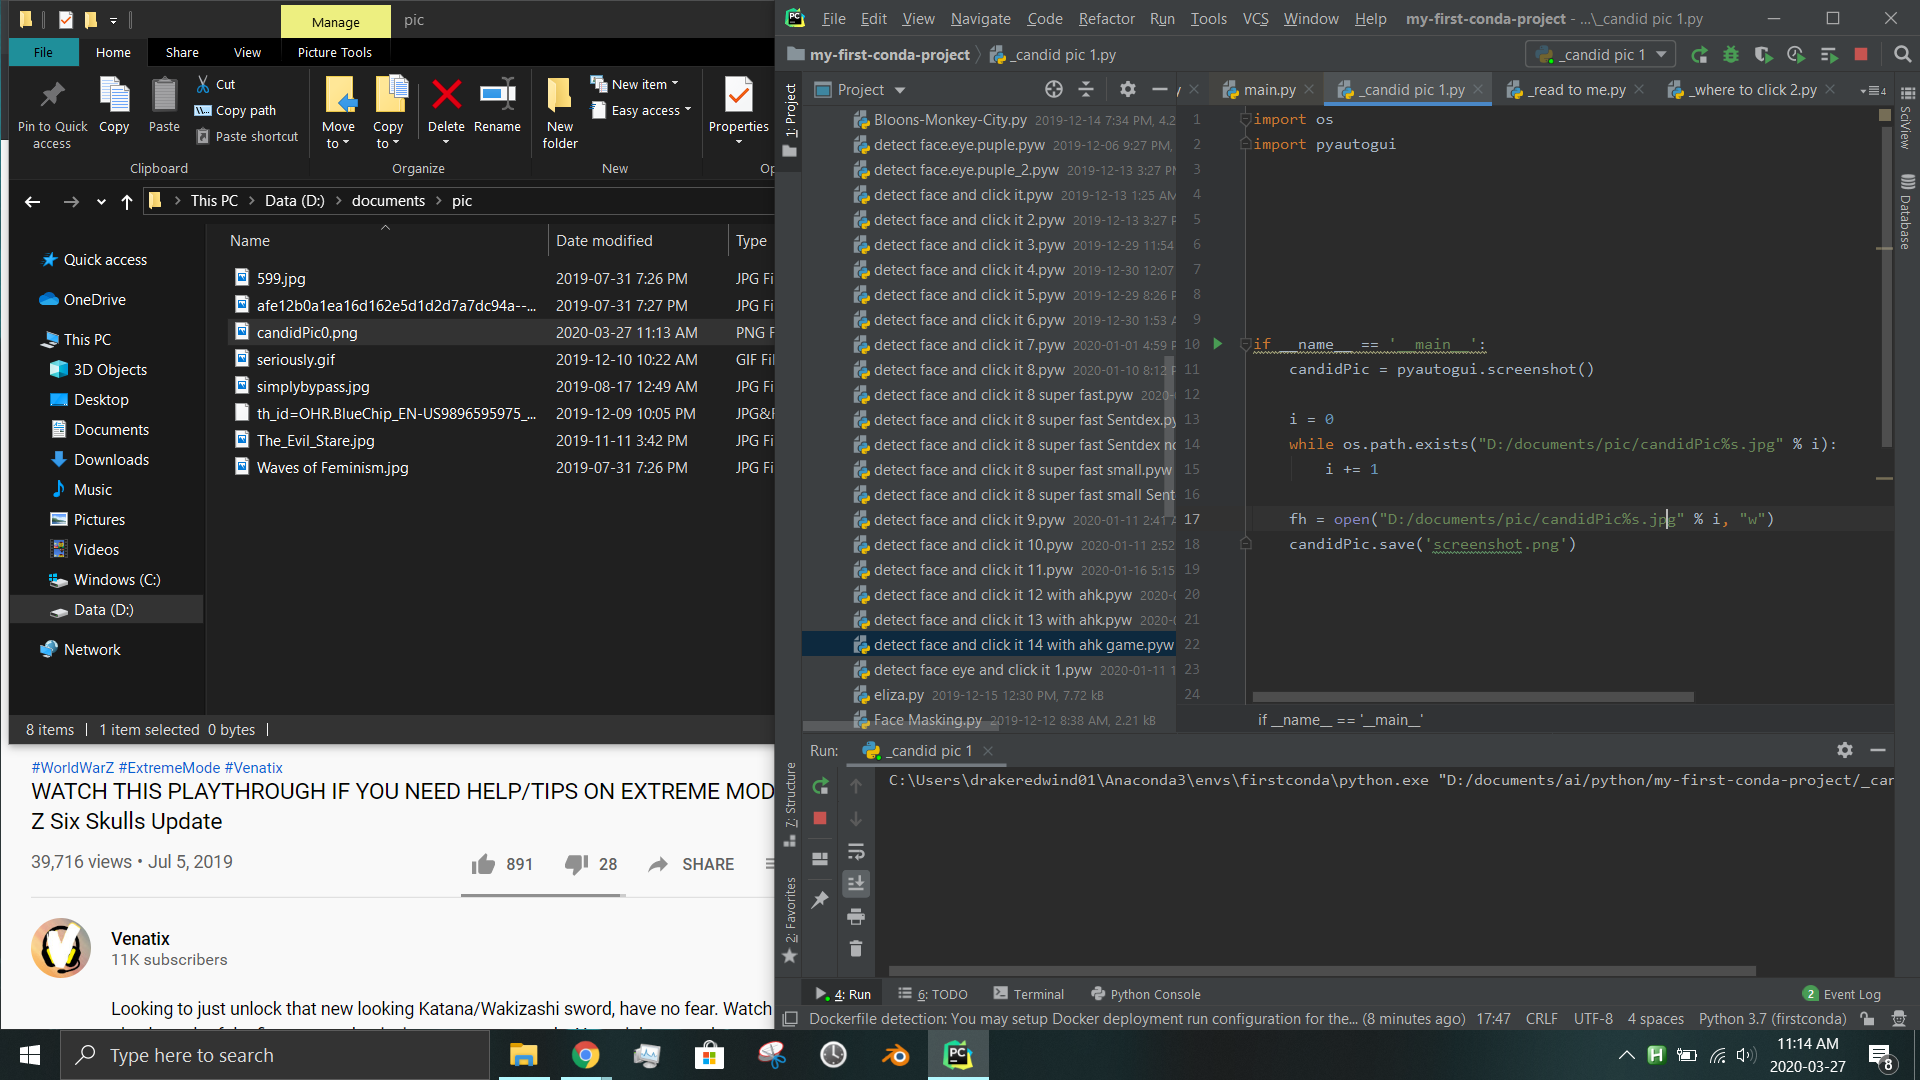 Manage
pic
File
Home
Share
View
Picture Tools
Pin to Quick access
Copy
Paste
Cut
Copy path
Paste shortcut
Move to
Copy to
Delete
Rename
New folder
New item
Easy access
Properties
Clipboard
Organize
New
This PC
Data (D:)
documents
pic
Name
Date modified
Type
Quick access
OneDrive
This PC
3D Objects
Desktop
Documents
Downloads
Music
Pictures
Videos
Windows (C:)
Data (D:)
Network
599.jpg 2019-07-31 7:26 PM JPG Fi
afe12b0a1ea16d162e5d1d2d7a7dc94a--... 2019-07-31 7:27 PM JPG Fi
candidPic0.png 2020-03-27 11:13 AM PNG F
seriously.gif 2019-12-10 10:22 AM GIF Fil
simplybypass.jpg 2019-08-17 12:49 AM JPG Fi
th_id=OHR.BlueChip_EN-US9896595975_... 2019-12-09 10:05 PM JPG&F
The_Evil_Stare.jpg 2019-11-11 3:42 PM JPG Fi
Waves of Feminism.jpg 2019-07-31 7:26 PM JPG Fi
8 items 1 item selected 0 bytes
#WorldWarZ #ExtremeMode #Venatix
WATCH THIS PLAYTHROUGH IF YOU NEED HELP/TIPS ON EXTREME MOD
Z Six Skulls Update
39,716 views • Jul 5, 2019
891
28
SHARE
Venatix
11K subscribers
Looking to just unlock that new looking Katana/Wakizashi sword, have no fear. Watch
File Edit View Navigate Code Refactor Run Tools VCS Window Help my-first-conda-project - ...\_candid pic 1.py
my-first-conda-project _candid pic 1.py
_candid pic 1
1: Project
Project
main.py
_candid pic 1.py
_read to me.py
_where to click 2.py
4
SciView
Database
Bloons-Monkey-City.py 2019-12-14 7:34 PM, 4.2
detect face.eye.puple.pyw 2019-12-06 9:27 PM,
detect face.eye.puple_2.pyw 2019-12-13 3:27 PM
detect face and click it.pyw 2019-12-13 1:25 AM
detect face and click it 2.pyw 2019-12-13 3:27 P
detect face and click it 3.pyw 2019-12-29 11:54
detect face and click it 4.pyw 2019-12-30 12:07
detect face and click it 5.pyw 2019-12-29 8:26 P
detect face and click it 6.pyw 2019-12-30 1:53 A
detect face and click it 7.pyw 2020-01-01 4:59 P
detect face and click it 8.pyw 2020-01-10 8:12 P
detect face and click it 8 super fast.pyw 2020-
detect face and click it 8 super fast Sentdex.py
detect face and click it 8 super fast Sentdex no
detect face and click it 8 super fast small.pyw
detect face and click it 8 super fast small Sent
detect face and click it 9.pyw 2020-01-11 2:41 A
detect face and click it 10.pyw 2020-01-11 2:52
detect face and click it 11.pyw 2020-01-16 5:15
detect face and click it 12 with ahk.pyw 2020-0
detect face and click it 13 with ahk.pyw 2020-0
detect face and click it 14 with ahk game.pyw
detect face eye and click it 1.pyw 2020-01-11 1
eliza.py 2019-12-15 12:30 PM, 7.72 kB
Face Masking.py 2019-12-12 8:38 AM, 2.21 kB
1 import os
2 import pyautogui
3
4
5
6
7
8
9
10 if __name__ == '__main__':
11 candidPic = pyautogui.screenshot()
12
13 i = 0
14 while os.path.exists("D:/documents/pic/candidPic%s.jpg" % i):
15 i += 1
16
17 fh = open("D:/documents/pic/candidPic%s.jpg" % i, "w")
18 candidPic.save('screenshot.png')
19
20
21
22
23
24
if __name__ == '__main__'
Run: _candid pic 1
7: Structure
2: Favorites
C:\Users\drakeredwind01\Anaconda3\envs\firstconda\python.exe "D:/documents/ai/python/my-first-conda-project/_can
4: Run
6: TODO
Terminal
Python Console
2 Event Log
Dockerfile detection: You may setup Docker deployment run configuration for the... (8 minutes ago) 17:47 CRLF UTF-8 4 spaces Python 3.7 (firstconda)
Type here to search
11:14 AM
2020-03-27
8